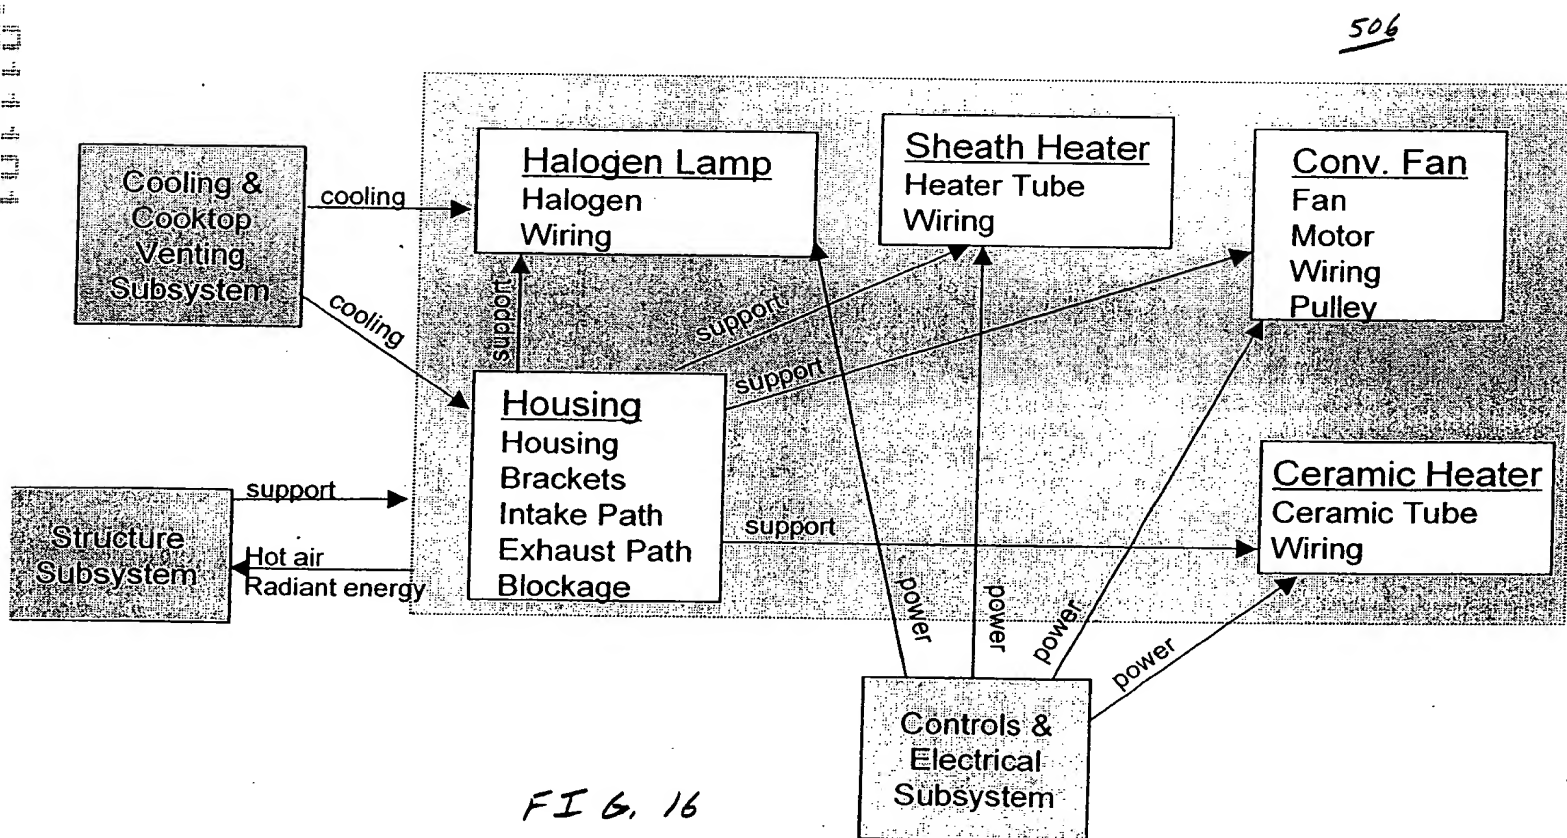 506
Cooling &
Cooktop
Venting
Subsystem
cooling
cooling
Halogen Lamp
Halogen
Wiring
Sheath Heater
Heater Tube
Wiring
Conv. Fan
Fan
Motor
Wiring
Pulley
support
support
support
Housing
Housing
Brackets
Intake Path
Exhaust Path
Blockage
support
Ceramic Heater
Ceramic Tube
Wiring
Structure
Subsystem
support
Hot air
Radiant energy
power
power
power
power
Controls &
Electrical
Subsystem
FIG. 16